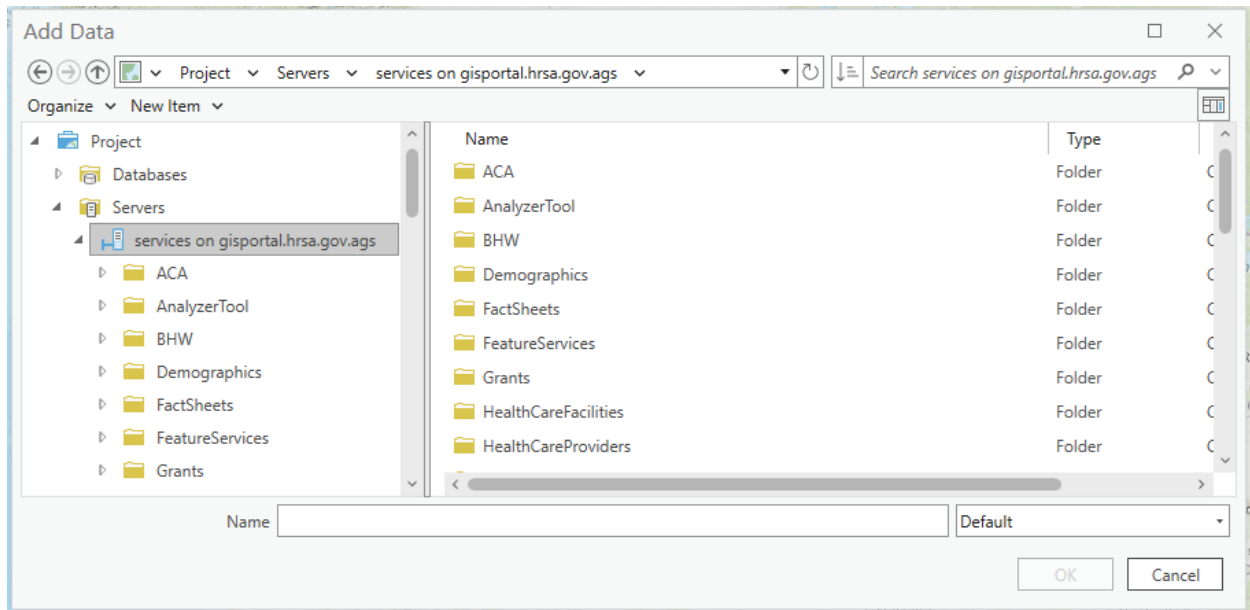 Add Data
Project Servers services on gisportal.hrsa.gov.ags Search services on gisportal.hrsa.gov.ags
Organize New Item
Project
Databases
Servers
services on gisportal.hrsa.gov.ags
ACA
AnalyzerTool
BHW
Demographics
FactSheets
FeatureServices
Grants
Name Type
ACA Folder
AnalyzerTool Folder
BHW Folder
Demographics Folder
FactSheets Folder
FeatureServices Folder
Grants Folder
HealthCareFacilities Folder
HealthCareProviders Folder
Name Default
OK Cancel